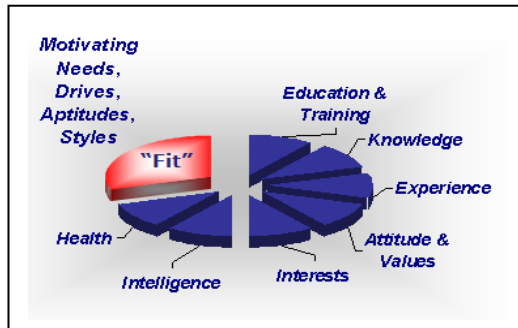 Motivating
Needs,
Drives,
Aptitudes,
Styles
"Fit"
Education &
Training
Knowledge
Experience
Attitude &
Values
Interests
Intelligence
Health